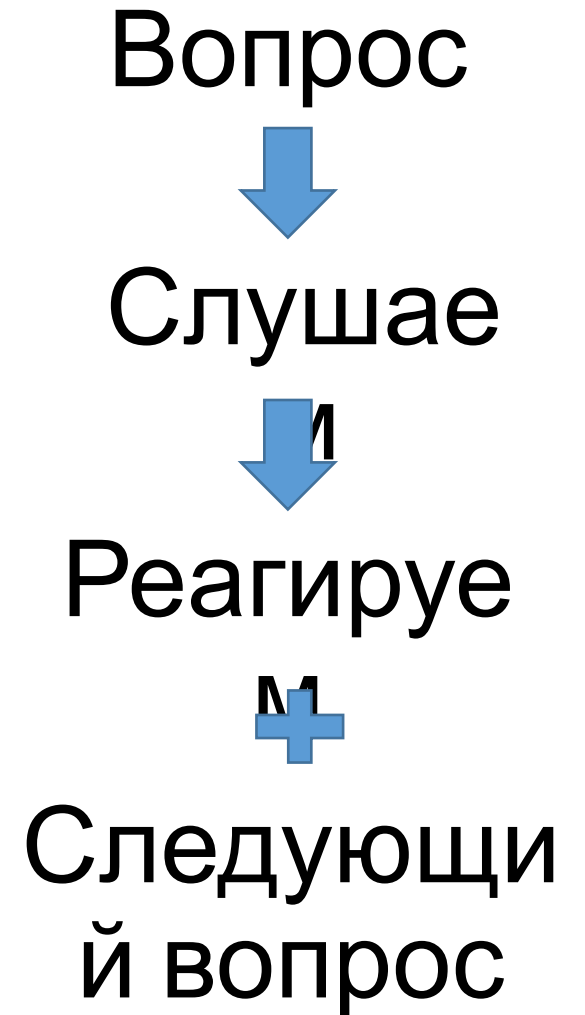 Вопрос
Слушае
м
Реагируе
м
Следующи
й вопрос